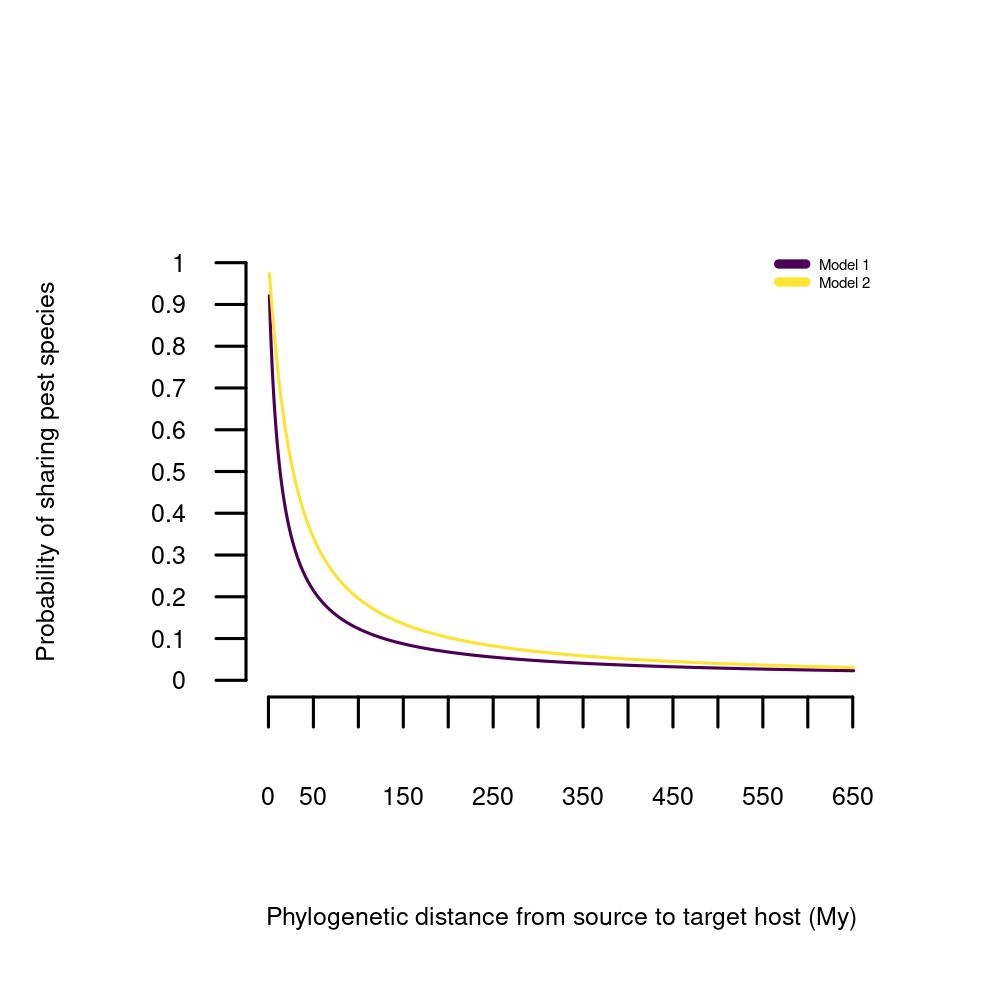 Model 1
Model 2
Probability of sharing pest species
1
0.9
0.8
0.7
0.6
0.5
0.4
0.3
0.2
0.1
0
0 50 150 250 350 450 550 650
Phylogenetic distance from source to target host (My)